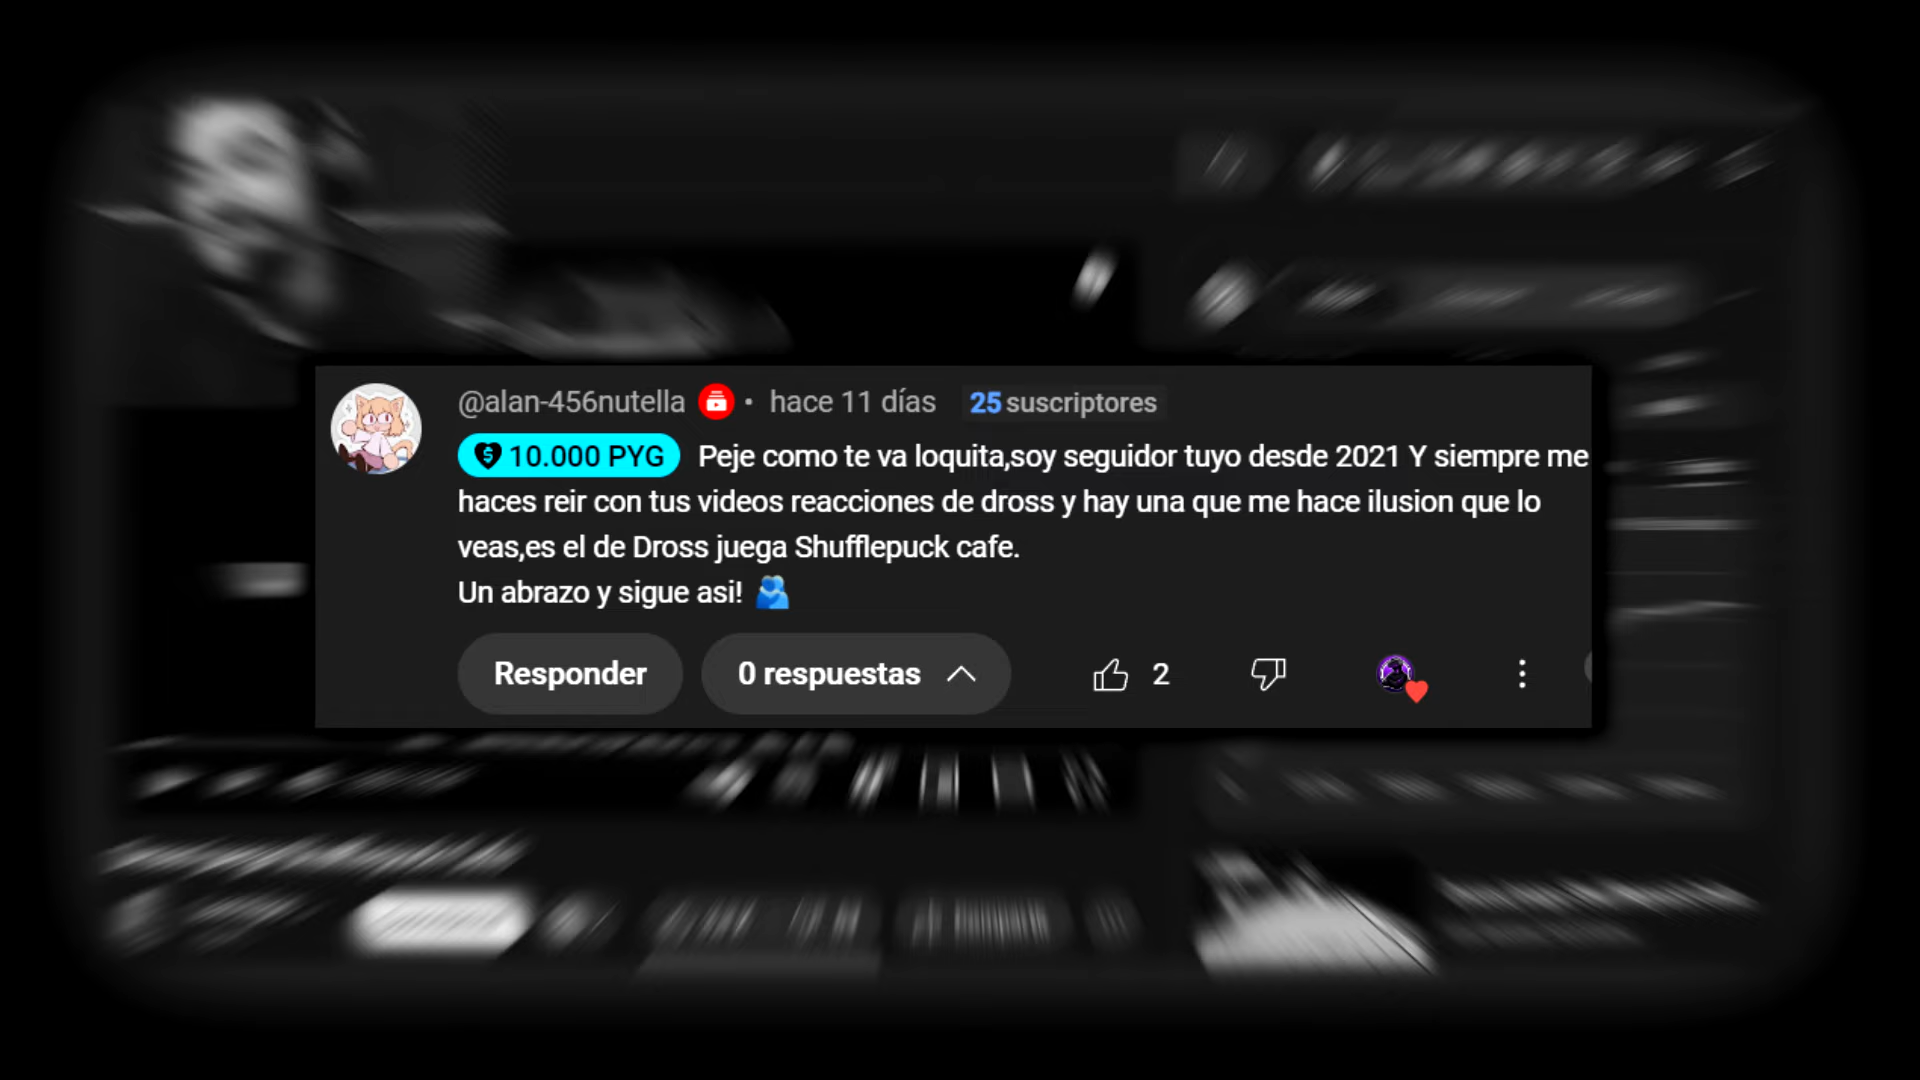 @alan-456nutella • hace 11 días 25 suscriptores
10.000 PYG Peje como te va loquita,soy seguidor tuyo desde 2021 Y siempre me
haces reir con tus videos reacciones de dross y hay una que me hace ilusion que lo
veas,es el de Dross juega Shufflepuck cafe.
Un abrazo y sigue asi! 🫂
Responder 0 respuestas 2